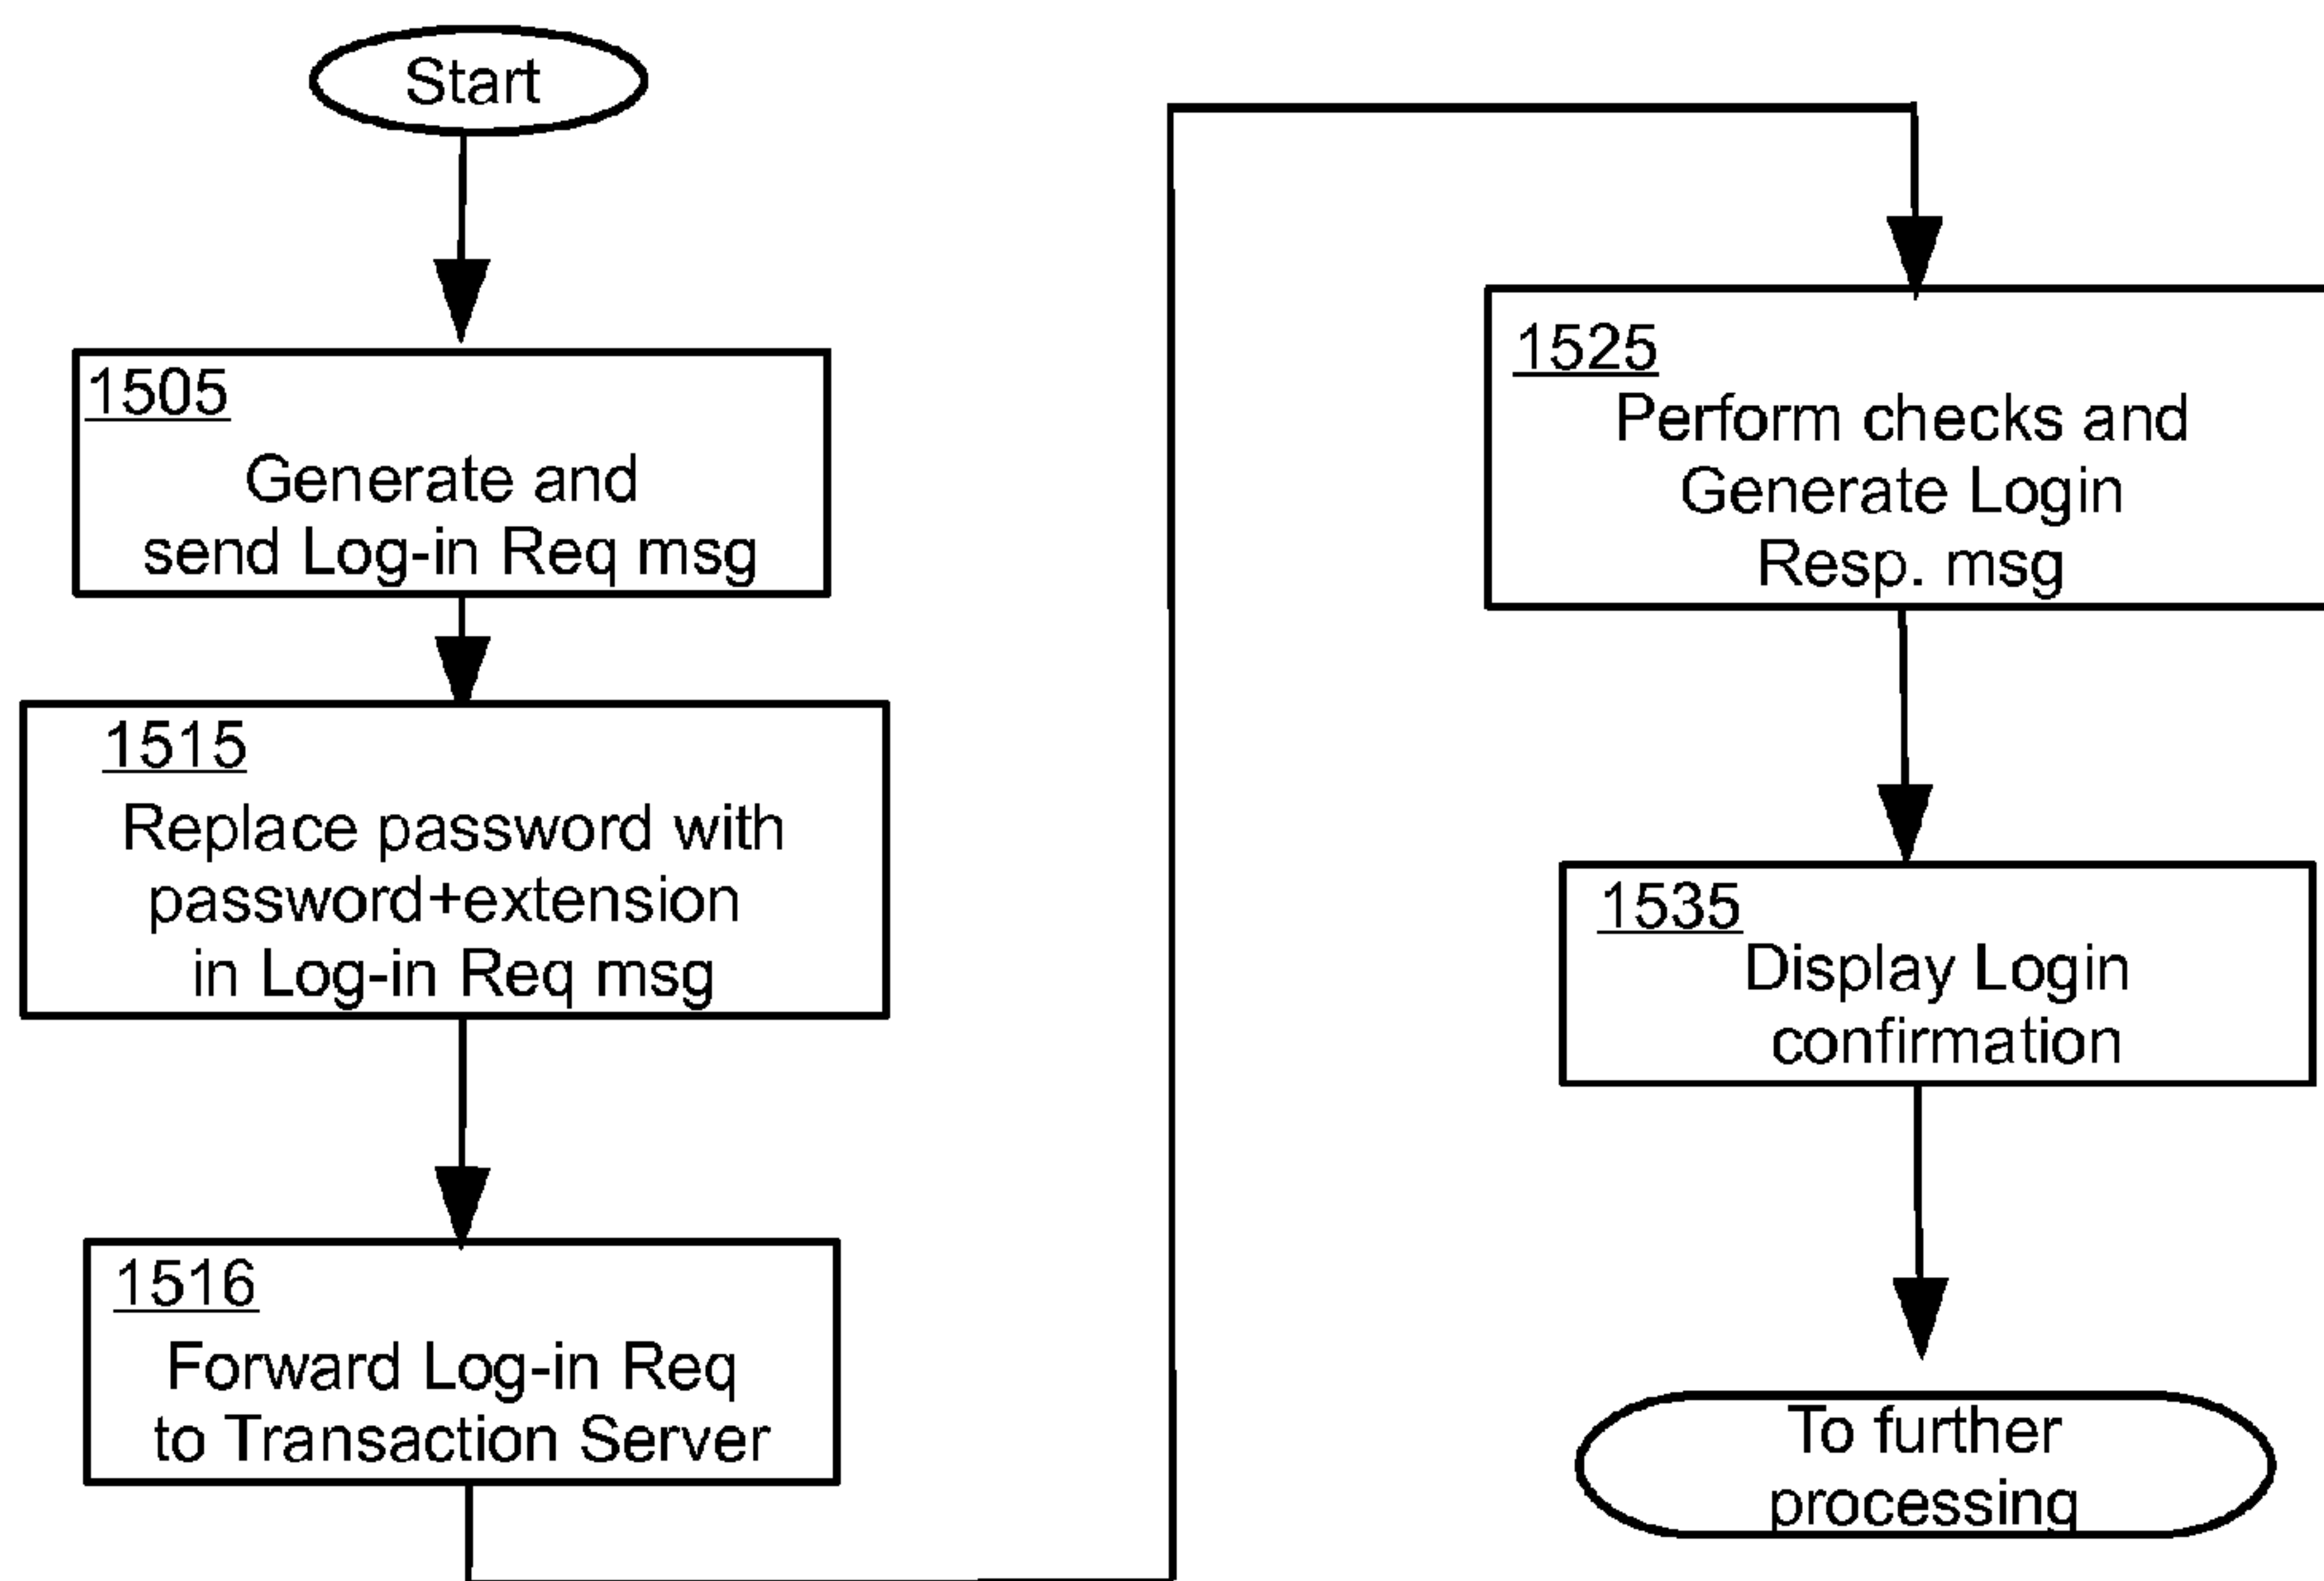 Start
1505
Generate and
send Log-in Req msg
1515
Replace password with
password+extension
in Log-in Req msg
1516
Forward Log-in Req
to Transaction Server
1525
Perform checks and
Generate Login
Resp. msg
1535
Display Login
confirmation
To further
processing